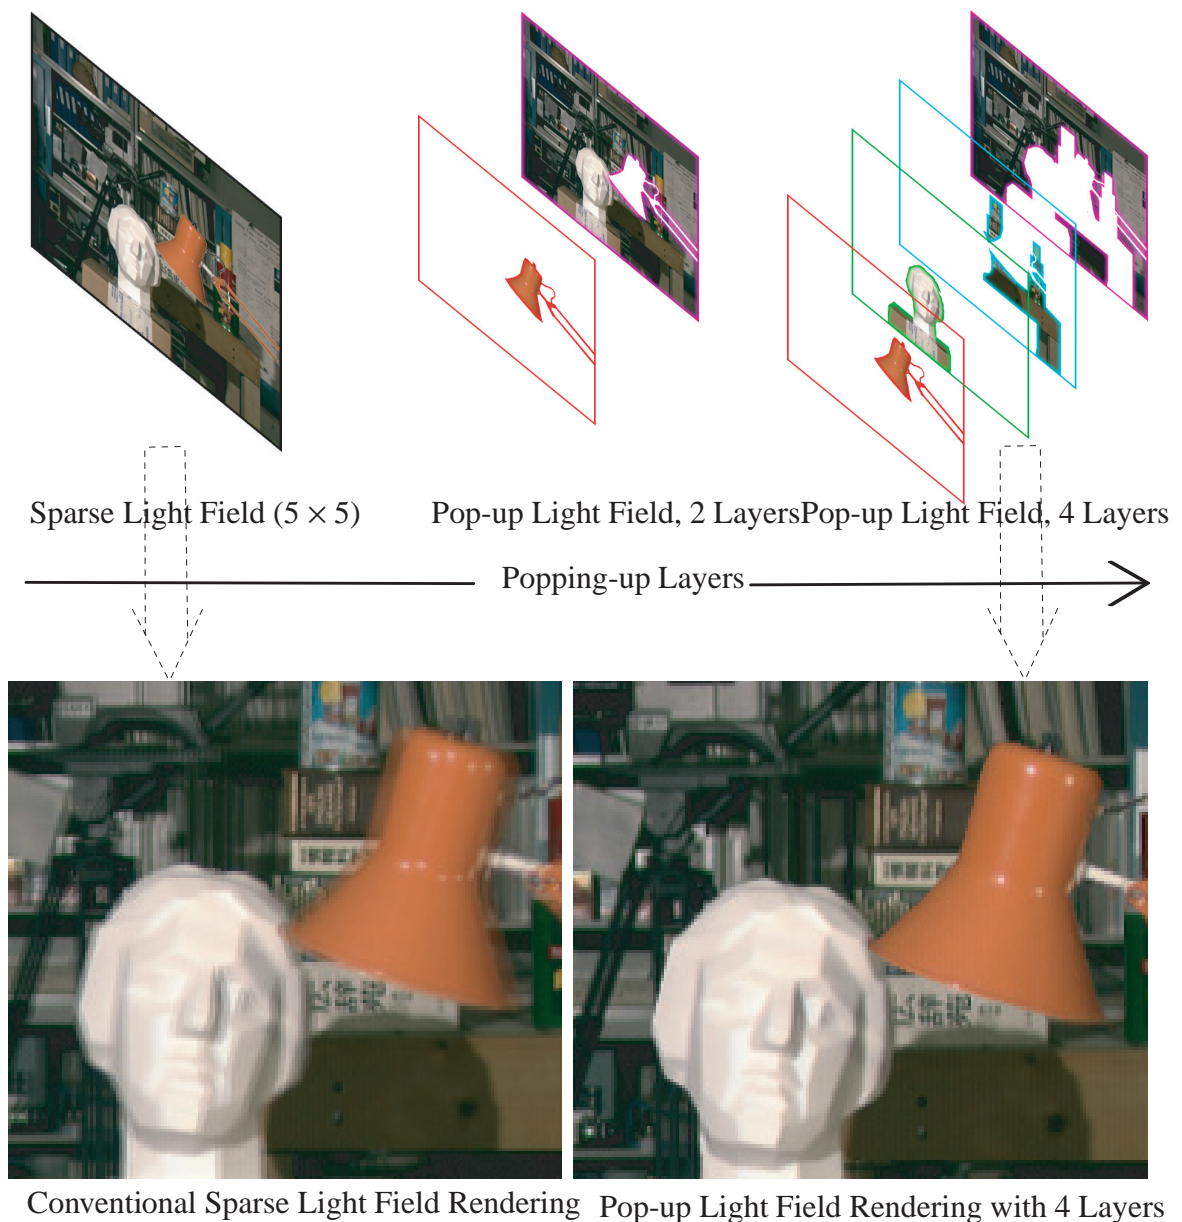 Sparse Light Field (5 × 5)
Pop-up Light Field, 2 Layers
Pop-up Light Field, 4 Layers
Popping-up Layers
Conventional Sparse Light Field Rendering
Pop-up Light Field Rendering with 4 Layers